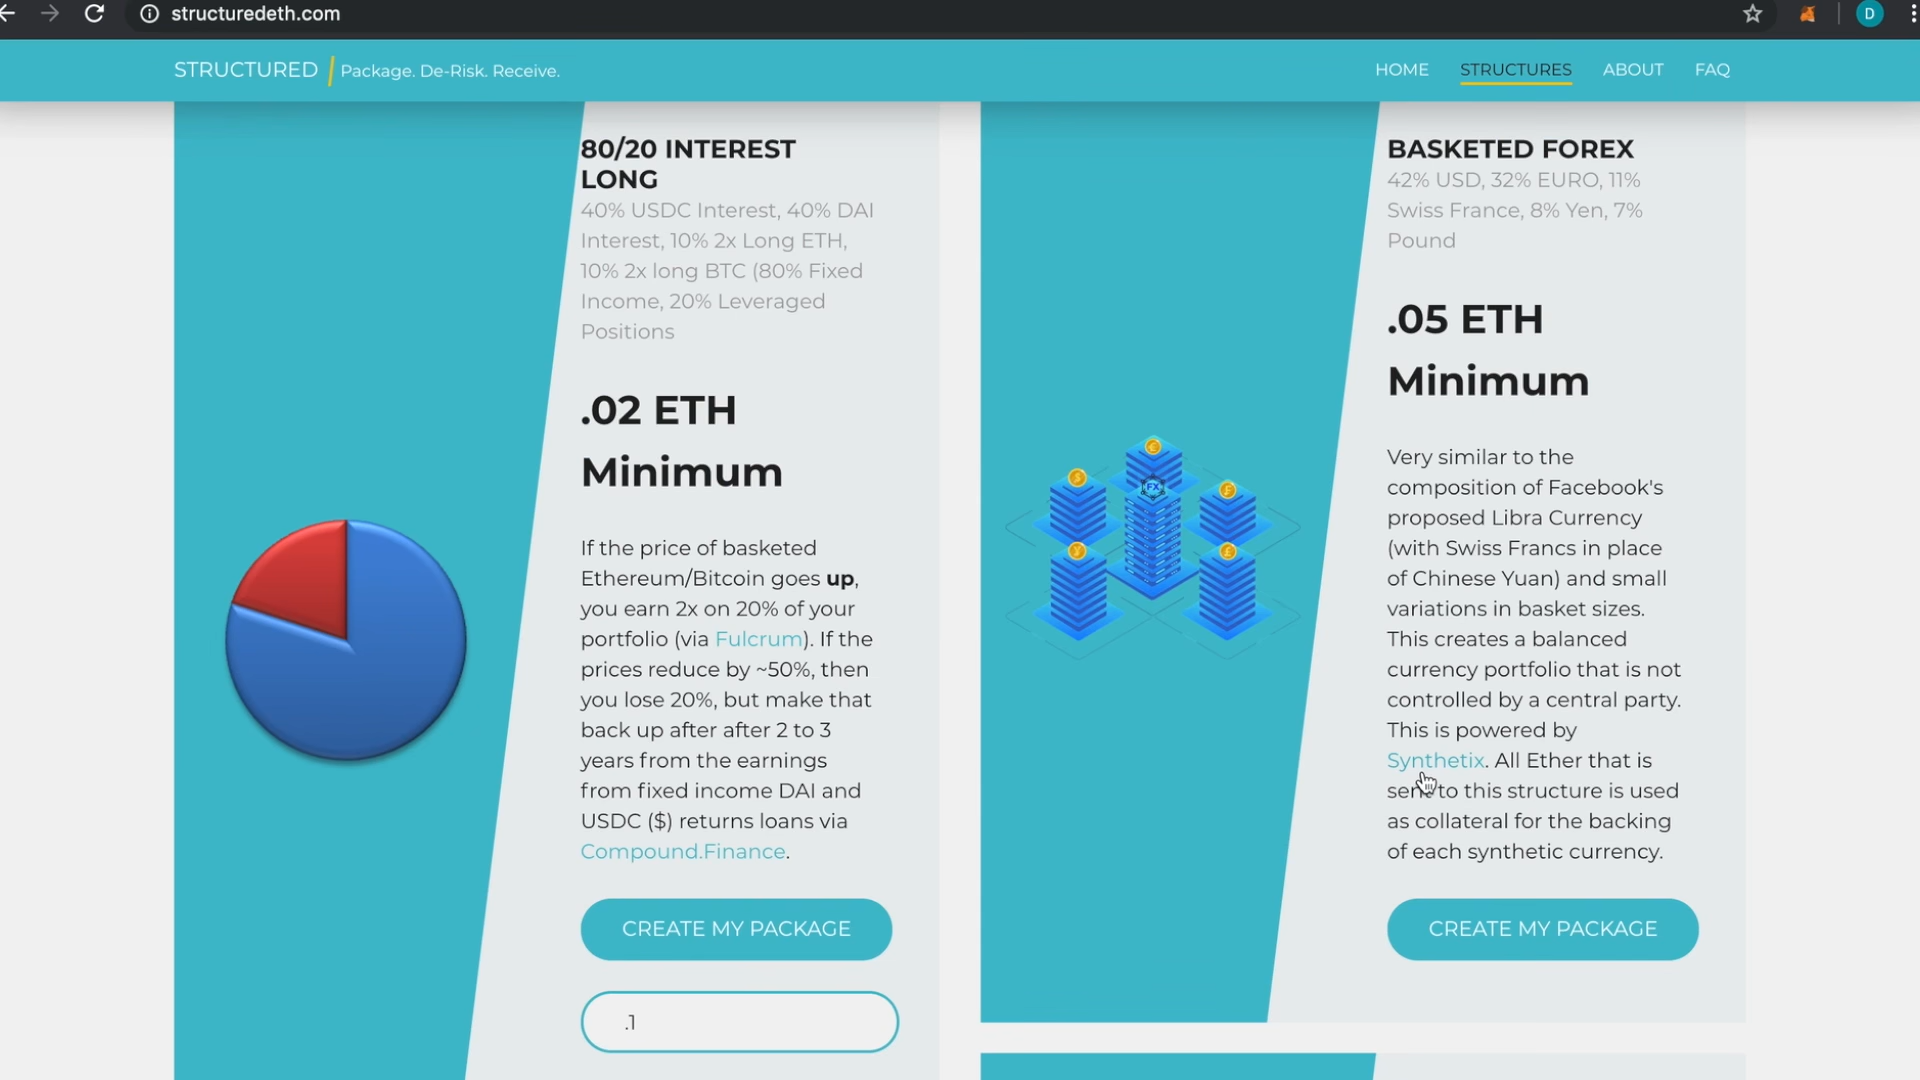 structuredeth.com
D
STRUCTURED
Package. De-Risk. Receive.
HOME
STRUCTURES
ABOUT
FAQ
80/20 INTEREST
LONG
40% USDC Interest, 40% DAI
Interest, 10% 2x Long ETH,
10% 2x long BTC (80% Fixed
Income, 20% Leveraged
Positions
.02 ETH
Minimum
If the price of basketed
Ethereum/Bitcoin goes up,
you earn 2x on 20% of your
portfolio (via Fulcrum). If the
prices reduce by ~50%, then
you lose 20%, but make that
back up after after 2 to 3
years from the earnings
from fixed income DAI and
USDC ($) returns loans via
Compound.Finance.
CREATE MY PACKAGE
.1
BASKETED FOREX
42% USD, 32% EURO, 11%
Swiss France, 8% Yen, 7%
Pound
.05 ETH
Minimum
Very similar to the
composition of Facebook's
proposed Libra Currency
(with Swiss Francs in place
of Chinese Yuan) and small
variations in basket sizes.
This creates a balanced
currency portfolio that is not
controlled by a central party.
This is powered by
Synthetix. All Ether that is
sent to this structure is used
as collateral for the backing
of each synthetic currency.
CREATE MY PACKAGE
FX